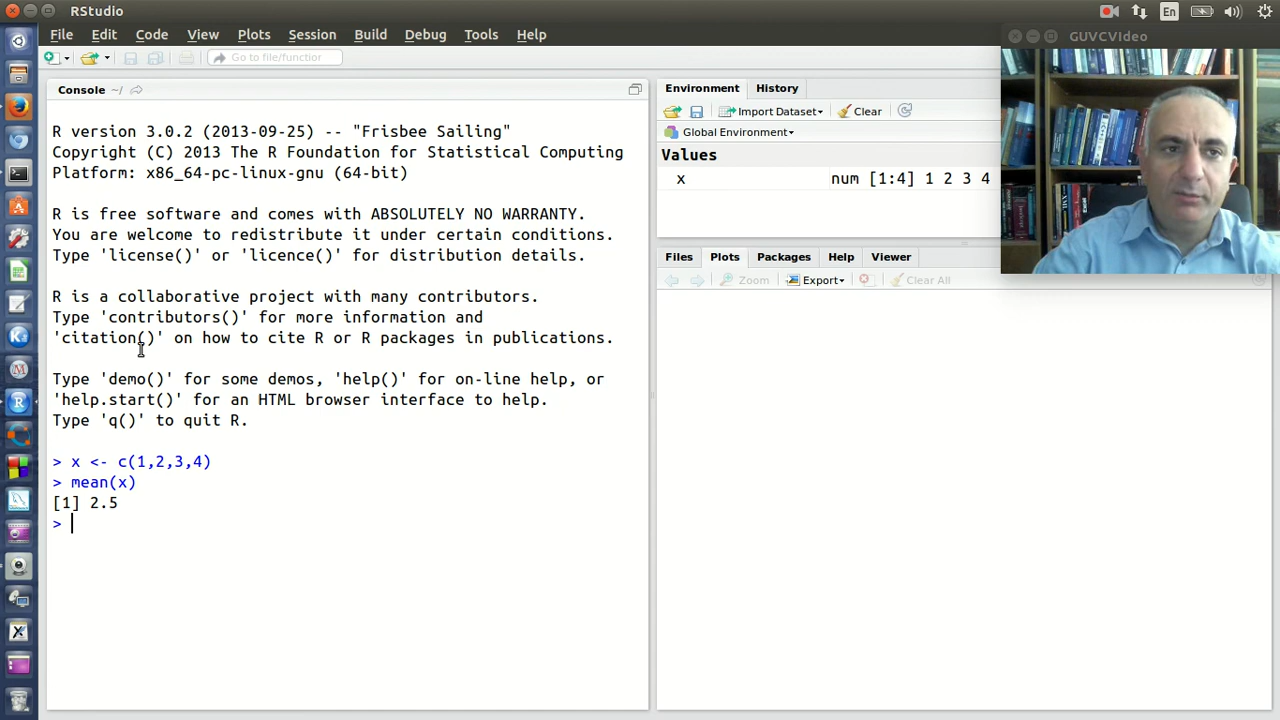 RStudio
En
File Edit Code View Plots Session Build Debug Tools Help
GUVCVIdeo
Go to file/function
Console ~/
Environment History
Import Dataset Clear
Global Environment
Values
x num [1:4] 1 2 3 4
Files Plots Packages Help Viewer
Zoom Export Clear All
R version 3.0.2 (2013-09-25) -- "Frisbee Sailing"
Copyright (C) 2013 The R Foundation for Statistical Computing
Platform: x86_64-pc-linux-gnu (64-bit)
R is free software and comes with ABSOLUTELY NO WARRANTY.
You are welcome to redistribute it under certain conditions.
Type 'license()' or 'licence()' for distribution details.
R is a collaborative project with many contributors.
Type 'contributors()' for more information and
'citation()' on how to cite R or R packages in publications.
Type 'demo()' for some demos, 'help()' for on-line help, or
'help.start()' for an HTML browser interface to help.
Type 'q()' to quit R.
> x <- c(1,2,3,4)
> mean(x)
[1] 2.5
>